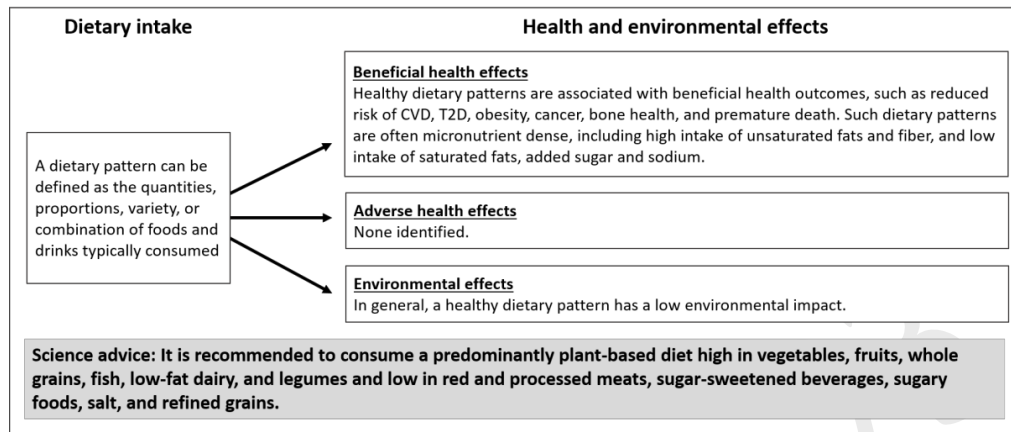 Dietary intake
Health and environmental effects
A dietary pattern can be
defined as the quantities,
proportions, variety, or
combination of foods and
drinks typically consumed
Beneficial health effects
Healthy dietary patterns are associated with beneficial health outcomes, such as reduced
risk of CVD, T2D, obesity, cancer, bone health, and premature death. Such dietary patterns
are often micronutrient dense, including high intake of unsaturated fats and fiber, and low
intake of saturated fats, added sugar and sodium.
Adverse health effects
None identified.
Environmental effects
In general, a healthy dietary pattern has a low environmental impact.
Science advice: It is recommended to consume a predominantly plant-based diet high in vegetables, fruits, whole
grains, fish, low-fat dairy, and legumes and low in red and processed meats, sugar-sweetened beverages, sugary
foods, salt, and refined grains.